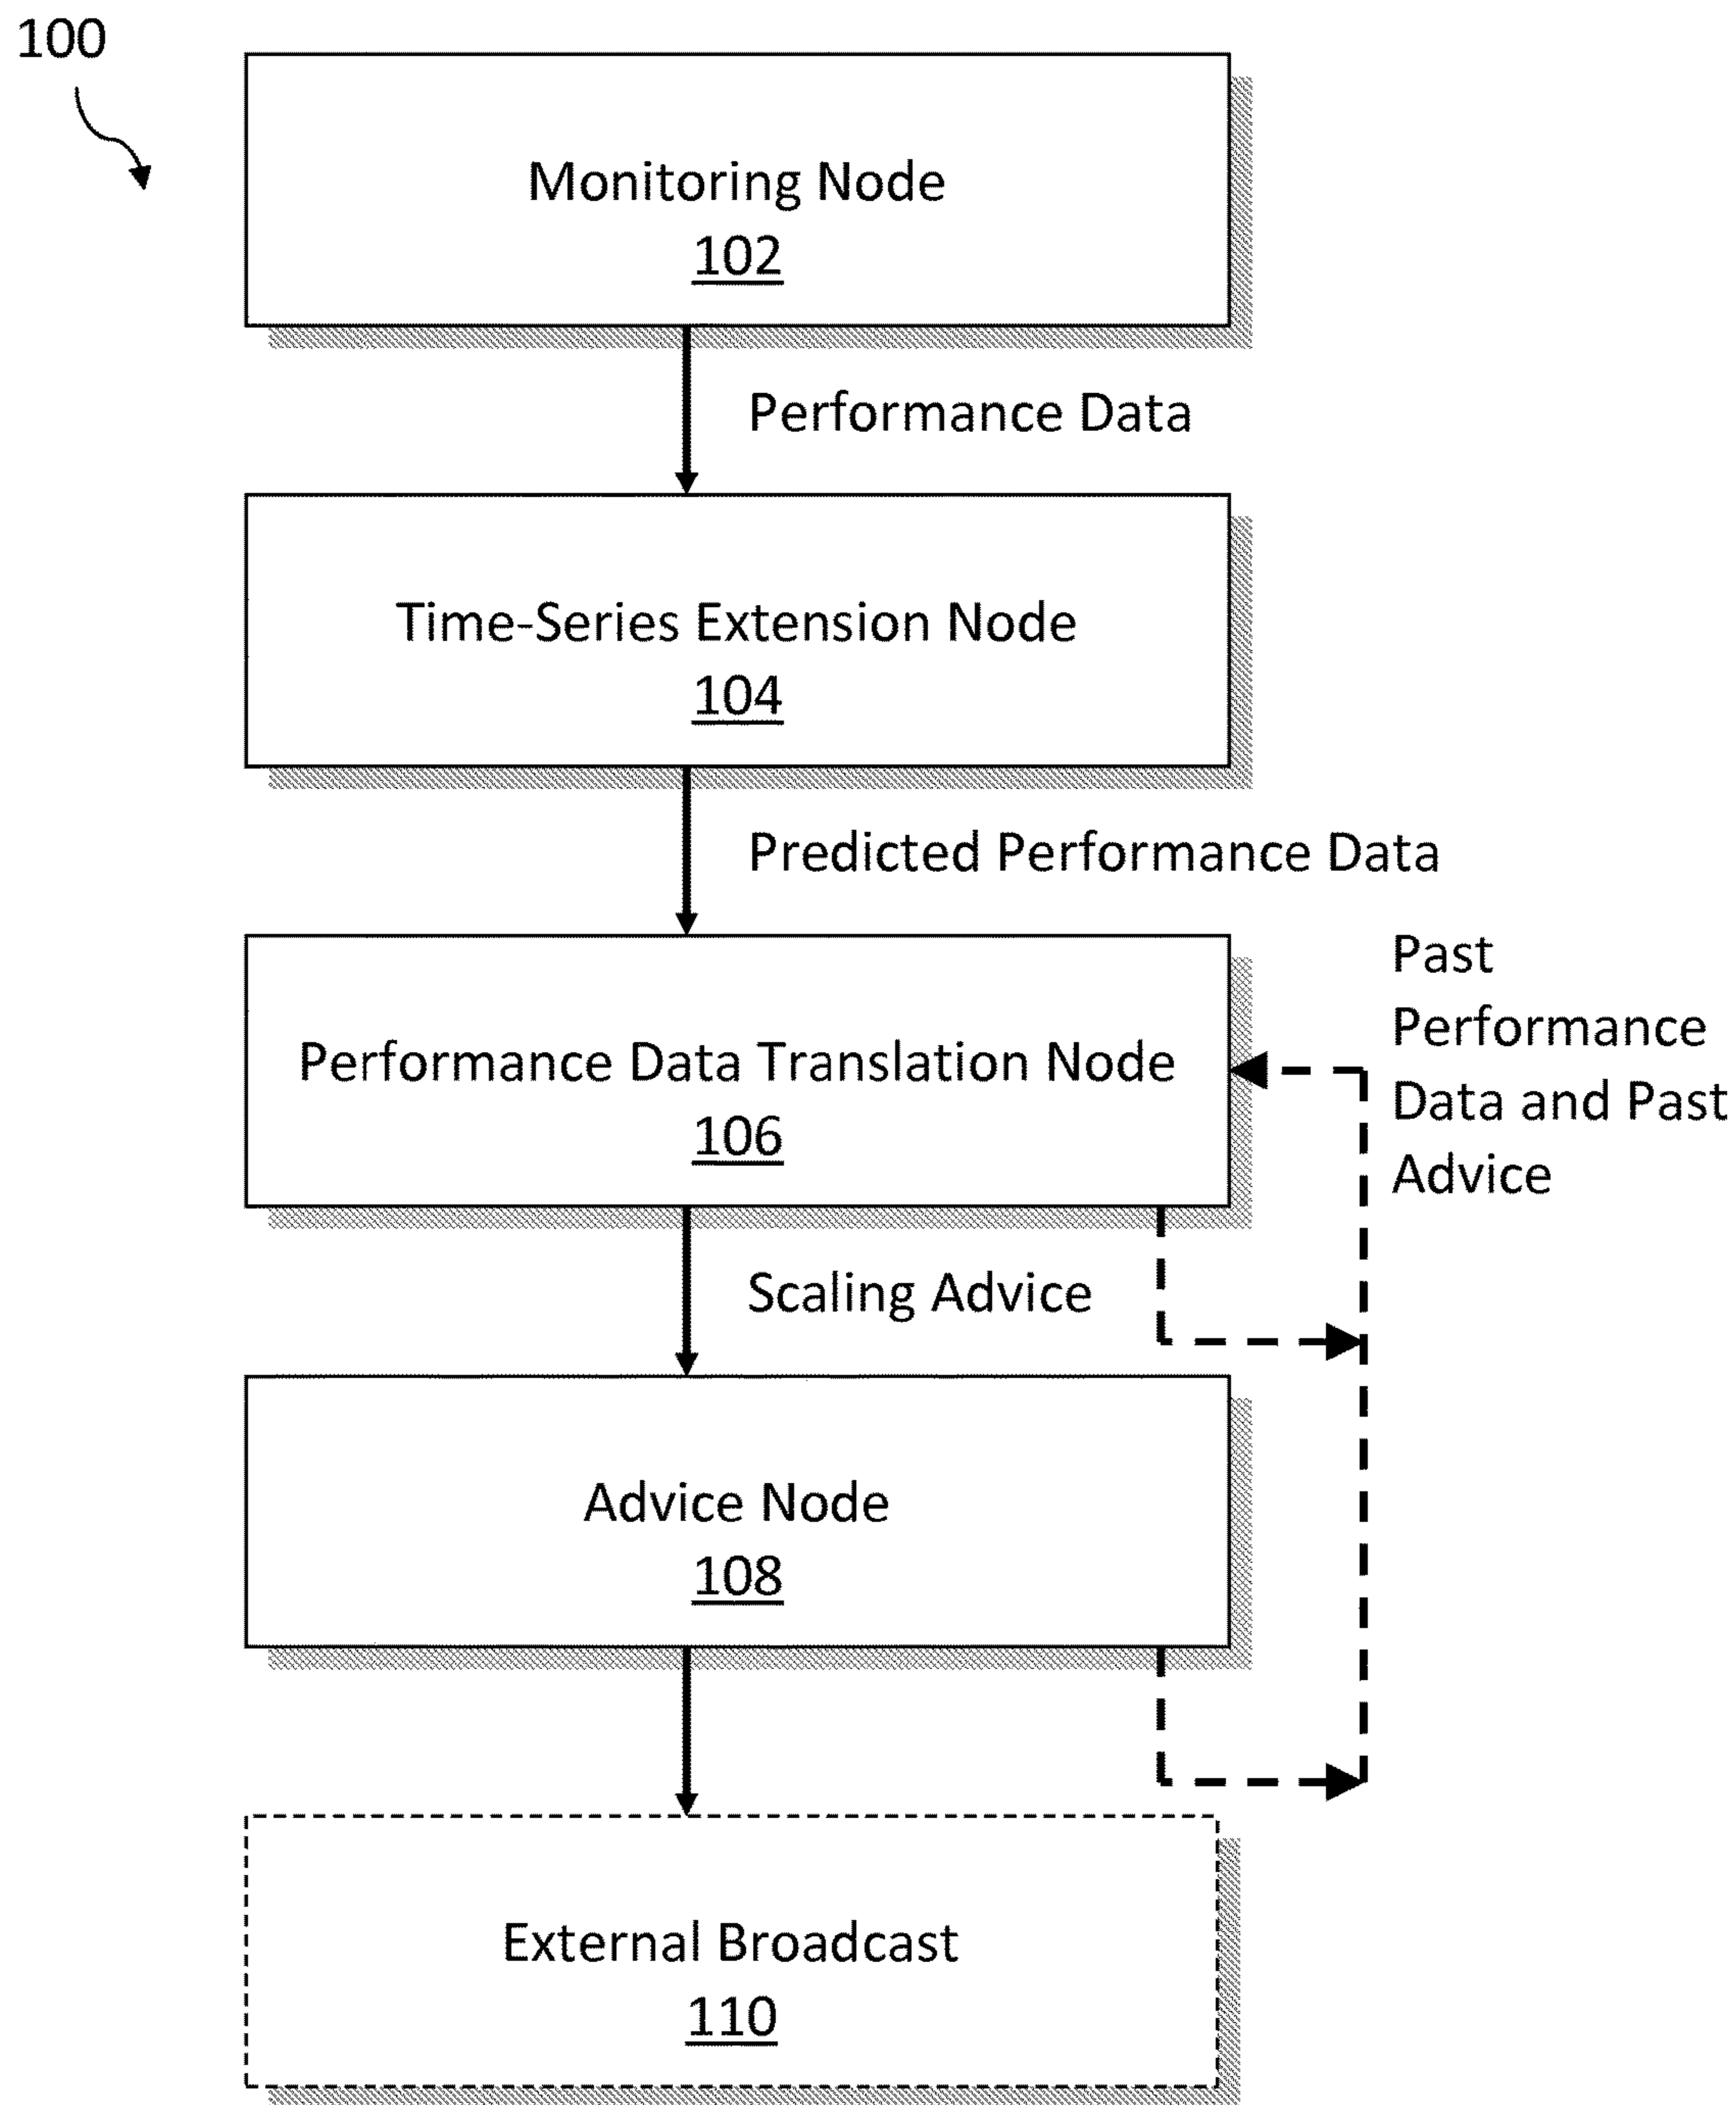 100
Monitoring Node
102
Performance Data
Time-Series Extension Node
104
Predicted Performance Data
Past
Performance
Data and Past
Advice
Performance Data Translation Node
106
Scaling Advice
Advice Node
108
External Broadcast
110